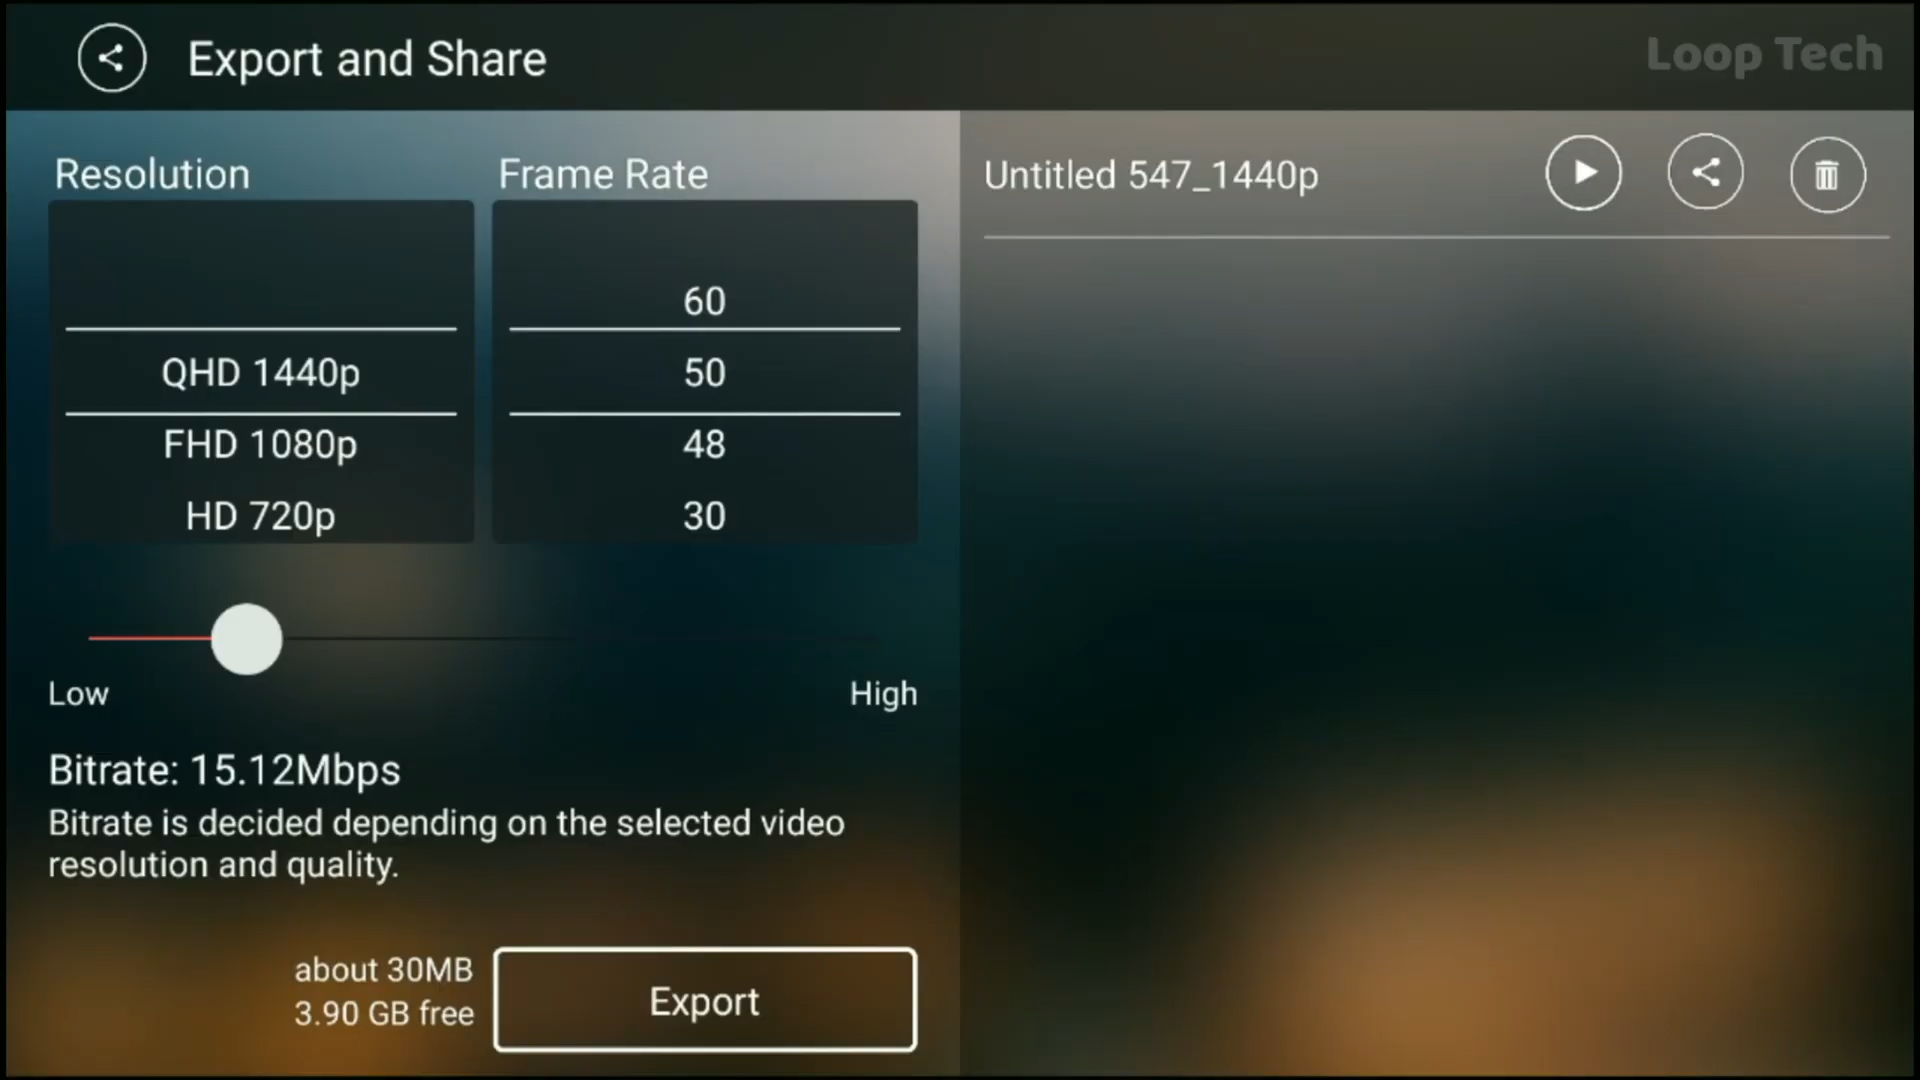 Export and Share
Loop Tech
Resolution
QHD 1440p
FHD 1080p
HD 720p
Frame Rate
60
50
48
30
Low
High
Bitrate: 15.12Mbps
Bitrate is decided depending on the selected video
resolution and quality.
about 30MB
3.90 GB free
Export
Untitled 547_1440p